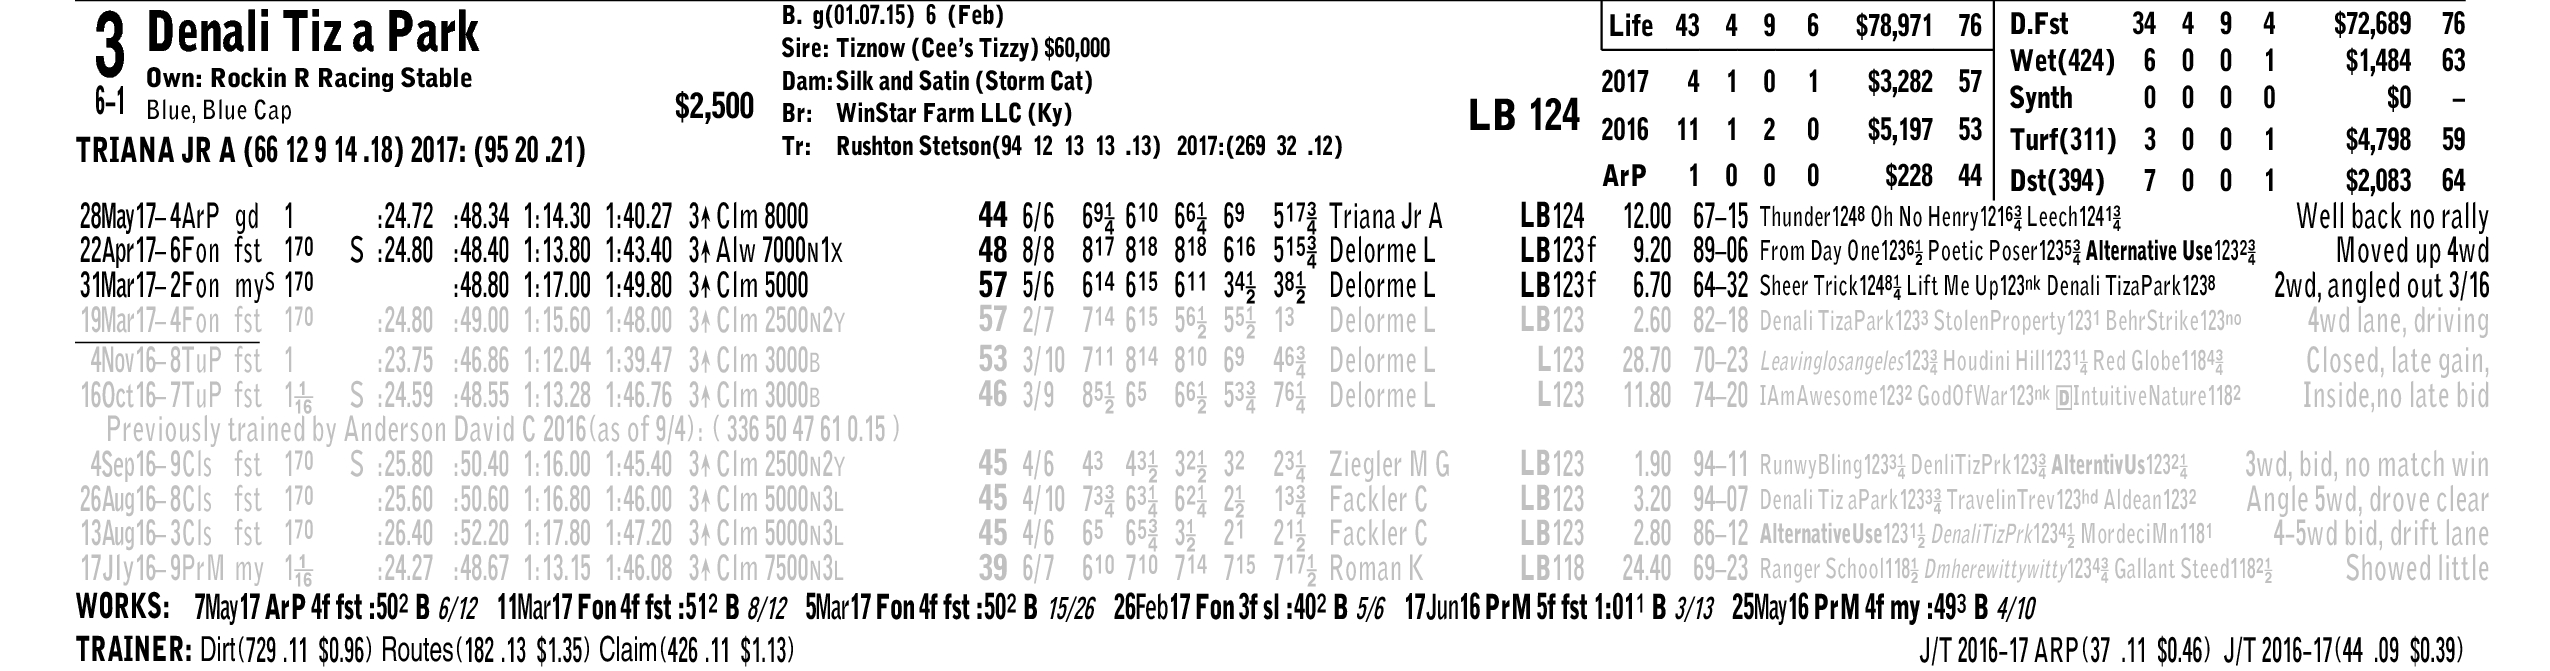 3 Denali Tiz a Park
Own: Rockin R Racing Stable
6–1 Blue, Blue Cap $2,500
TRIANA JR A (66 12 9 14 .18) 2017: (95 20 .21)
B. g(01.07.15) 6 (Feb)
Sire: Tiznow (Cee's Tizzy) $60,000
Dam: Silk and Satin (Storm Cat)
Br: WinStar Farm LLC (Ky)
Tr: Rushton Stetson(94 12 13 13 .13) 2017:(269 32 .12)
LB 124
Life 43 4 9 6 $78,971 76
2017 4 1 0 1 $3,282 57
2016 11 1 2 0 $5,197 53
ArP 1 0 0 0 $228 44
D.Fst 34 4 9 4 $72,689 76
Wet(424) 6 0 0 1 $1,484 63
Synth 0 0 0 0 $0 –
Turf(311) 3 0 0 1 $4,798 59
Dst(394) 7 0 0 1 $2,083 64
28May17–4ArP gd 1 :24.72 :48.34 1:14.30 1:40.27 3↑ Clm 8000 44 6/6 69¼ 610 66¼ 69 517¾ Triana Jr A LB124 12.00 67–15 Thunder1248 Oh No Henry1216¾ Leech1241¾ Well back no rally
22Apr17–6Fon fst 170 S :24.80 :48.40 1:13.80 1:43.40 3↑ Alw 7000N1X 48 8/8 817 818 818 616 515¾ Delorme L LB123f 9.20 89–06 From Day One1236½ Poetic Poser1235¾ Alternative Use1232¾ Moved up 4wd
31Mar17–2Fon myS 170 :48.80 1:17.00 1:49.80 3↑ Clm 5000 57 5/6 614 615 611 34½ 38½ Delorme L LB123f 6.70 64–32 Sheer Trick1248¼ Lift Me Up123nk Denali TizaPark1238 2wd, angled out 3/16
19Mar17–4Fon fst 170 :24.80 :49.00 1:15.60 1:48.00 3↑ Clm 2500N2Y 57 2/7 714 615 56½ 55½ 13 Delorme L LB123 2.60 82–18 Denali TizaPark1233 StolenProperty1231 BehrStrike123no 4wd lane, driving
4Nov16–8TuP fst 1 :23.75 :46.86 1:12.04 1:39.47 3↑ Clm 3000B 53 3/10 711 814 810 69 46¾ Delorme L L123 28.70 70–23 Leavinglosangeles123¾ Houdini Hill1231¼ Red Globe1184¾ Closed, late gain,
16Oct16–7TuP fst 1 1/16 S :24.59 :48.55 1:13.28 1:46.76 3↑ Clm 3000B 46 3/9 85½ 65 66½ 53¾ 76¼ Delorme L L123 11.80 74–20 IAmAwesome1232 GodOfWar123nk DIntuitiveNature1182 Inside,no late bid
Previously trained by Anderson David C 2016(as of 9/4): ( 336 50 47 61 0.15 )
4Sep16–9Cls fst 170 S :25.80 :50.40 1:16.00 1:45.40 3↑ Clm 2500N2Y 45 4/6 43 43½ 32½ 32 23¼ Ziegler M G LB123 1.90 94–11 RunwyBling1233¼ DenliTizPrk123¾ AlterntivUs1232¼ 3wd, bid, no match win
26Aug16–8Cls fst 170 :25.60 :50.60 1:16.80 1:46.00 3↑ Clm 5000N3L 45 4/10 73¾ 63¼ 62¼ 2½ 13¾ Fackler C LB123 3.20 94–07 Denali Tiz aPark1233¾ TravelinTrev123hd Aldean1232 Angle 5wd, drove clear
13Aug16–3Cls fst 170 :26.40 :52.20 1:17.80 1:47.20 3↑ Clm 5000N3L 45 4/6 65 65¾ 3½ 21 21½ Fackler C LB123 2.80 86–12 AlternativeUse1231½ DenaliTizPrk1234½ MordeciMn1181 4-5wd bid, drift lane
17Jly16–9PrM my 1 1/16 :24.27 :48.67 1:13.15 1:46.08 3↑ Clm 7500N3L 39 6/7 610 710 714 715 717½ Roman K LB118 24.40 69–23 Ranger School118½ Dmherewittywitty1234¾ Gallant Steed1182½ Showed little
WORKS: 7May17 ArP 4f fst :502 B 6/12 11Mar17 Fon 4f fst :512 B 8/12 5Mar17 Fon 4f fst :502 B 15/26 26Feb17 Fon 3f sl :402 B 5/6 17Jun16 PrM 5f fst 1:011 B 3/13 25May16 PrM 4f my :493 B 4/10
TRAINER: Dirt(729 .11 $0.96) Routes(182 .13 $1.35) Claim(426 .11 $1.13) J/T 2016-17 ARP(37 .11 $0.46) J/T 2016-17(44 .09 $0.39)